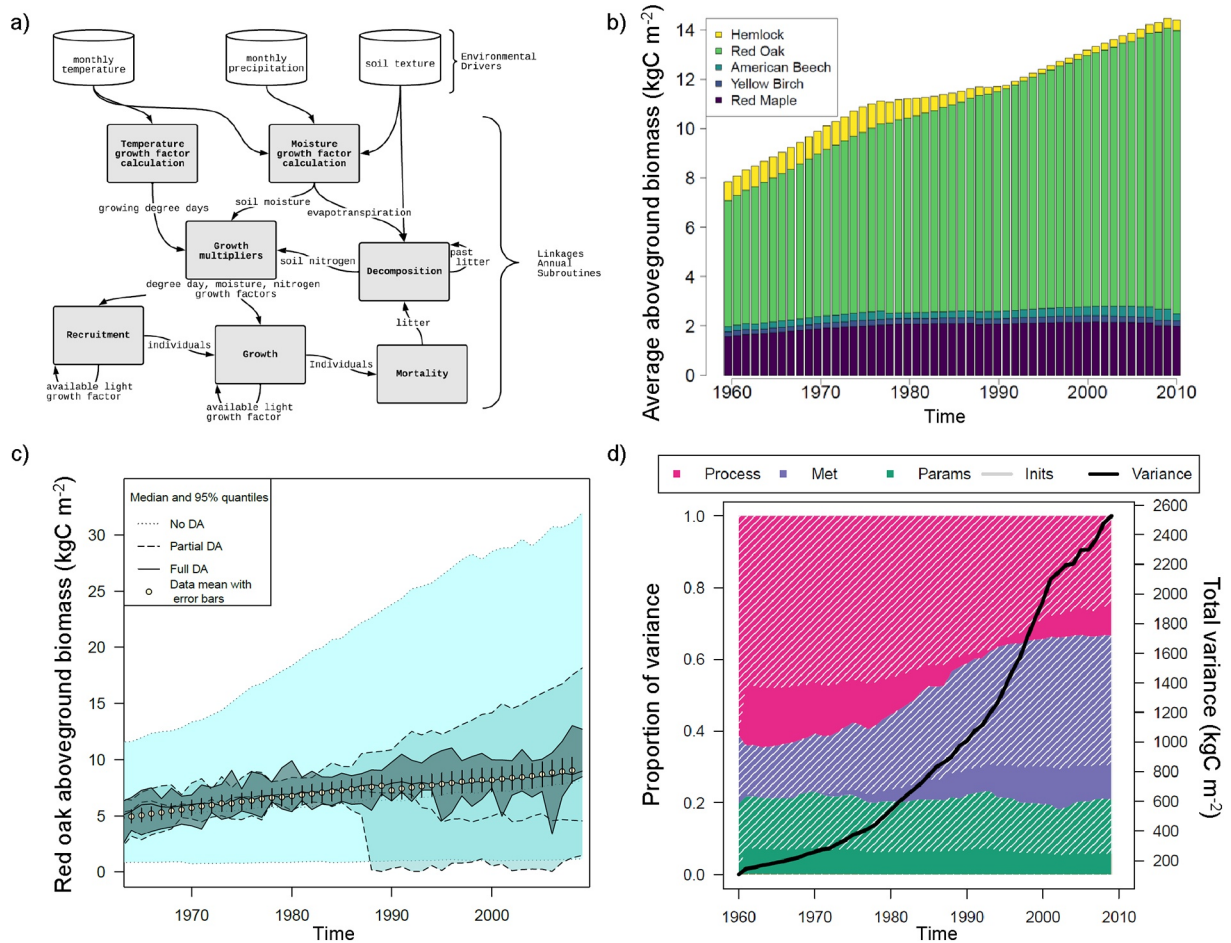 a)
monthly
temperature
monthly
precipitation
soil texture
Environmental
Drivers
Temperature
growth factor
calculation
Moisture
growth factor
calculation
growing degree days
soil moisture
evapotranspiration
Growth
multipliers
soil nitrogen
Decomposition
past
litter
Linkages
Annual
Subroutines
degree day, moisture, nitrogen
growth factors
litter
Recruitment
individuals
Growth
Individuals
Mortality
available light
growth factor
available light
growth factor
b)
Average aboveground biomass (kgC m-2)
14
12
10
8
6
4
2
0
Hemlock
Red Oak
American Beech
Yellow Birch
Red Maple
1960 1970 1980 1990 2000 2010
Time
c)
Red oak aboveground biomass (kgC m-2)
30
25
20
15
10
5
0
Median and 95% quantiles
No DA
Partial DA
Full DA
Data mean with
error bars
1970 1980 1990 2000
Time
d)
Process Met Params Inits Variance
Proportion of variance
1.0
0.8
0.6
0.4
0.2
0.0
2600
2400
2200
2000
1800
1600
1400
1200
1000
800
600
400
200
Total variance (kgC m-2)
1960 1970 1980 1990 2000 2010
Time